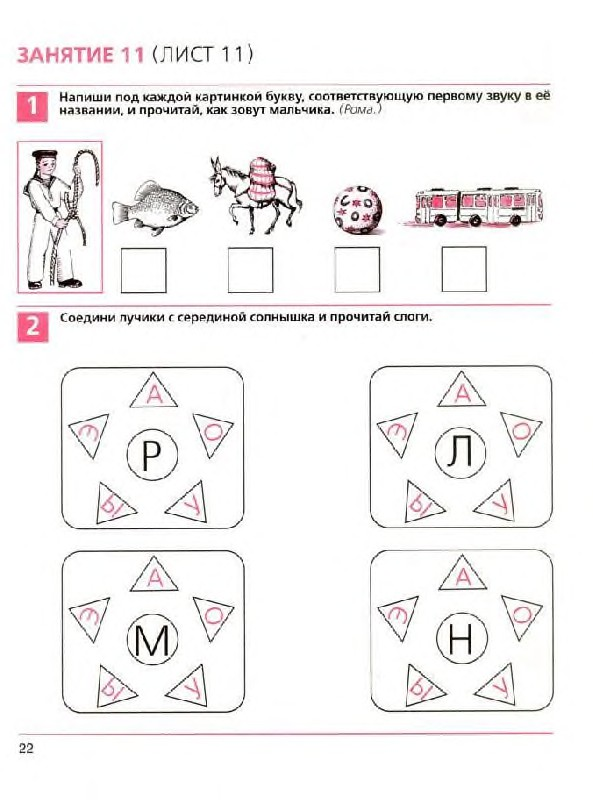 ЗАНЯТИЕ 11 (ЛИСТ 11)
1 Напиши под каждой картинкой букву, соответствующую первому звуку в её
названии, и прочитай, как зовут мальчика. (Рома.)
2 Соедини лучики с серединой солнышка и прочитай слоги.
А
Э Р О
Ы У
А
Э Л О
Ы У
А
Э М О
Ы У
А
Э Н О
Ы У
22